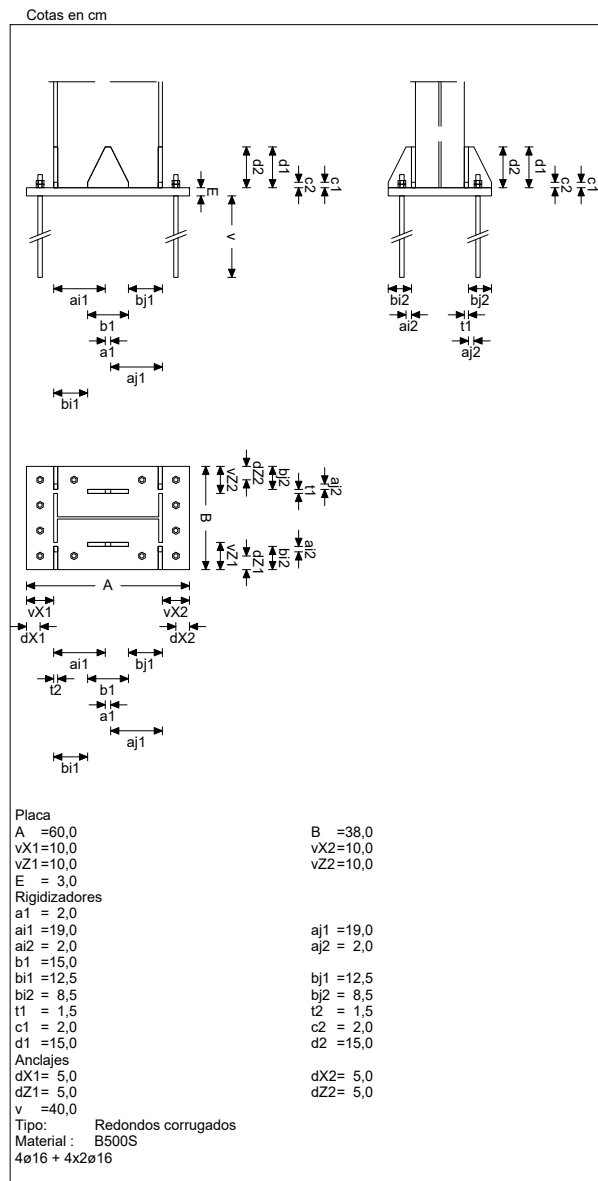 Cotas en cm
E
v
d2
d1
c2
c1
d2
d1
c2
c1
ai1
bj1
b1
a1
aj1
bi1
bi2
bj2
ai2
t1
aj2
vZ2
dZ2
bj2
t1
aj2
B
vZ1
dZ1
bi2
ai2
A
vX1
vX2
dX1
dX2
ai1
bj1
t2
b1
a1
aj1
bi1
Placa
A =60,0 B =38,0
vX1=10,0 vX2=10,0
vZ1=10,0 vZ2=10,0
E = 3,0
Rigidizadores
a1 = 2,0
ai1 =19,0 aj1 =19,0
ai2 = 2,0 aj2 = 2,0
b1 =15,0
bi1 =12,5 bj1 =12,5
bi2 = 8,5 bj2 = 8,5
t1 = 1,5 t2 = 1,5
c1 = 2,0 c2 = 2,0
d1 =15,0 d2 =15,0
Anclajes
dX1= 5,0 dX2= 5,0
dZ1= 5,0 dZ2= 5,0
v =40,0
Tipo: Redondos corrugados
Material : B500S
4ø16 + 4x2ø16